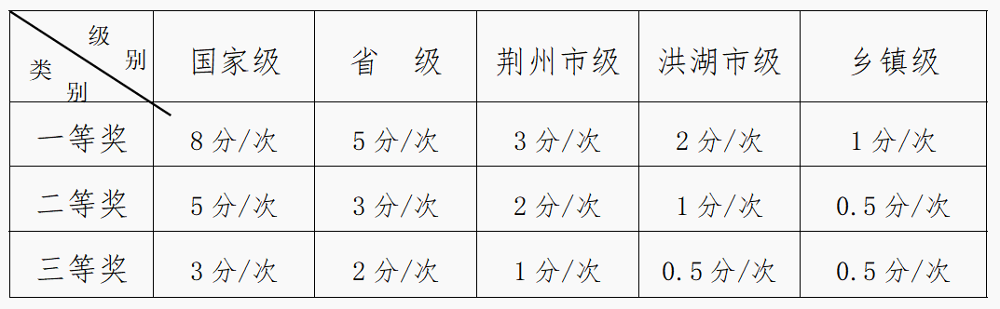 级别 类别 国家级 省 级 荆州市级 洪湖市级 乡镇级
一等奖 8分/次 5分/次 3分/次 2分/次 1分/次
二等奖 5分/次 3分/次 2分/次 1分/次 0.5分/次
三等奖 3分/次 2分/次 1分/次 0.5分/次 0.5分/次